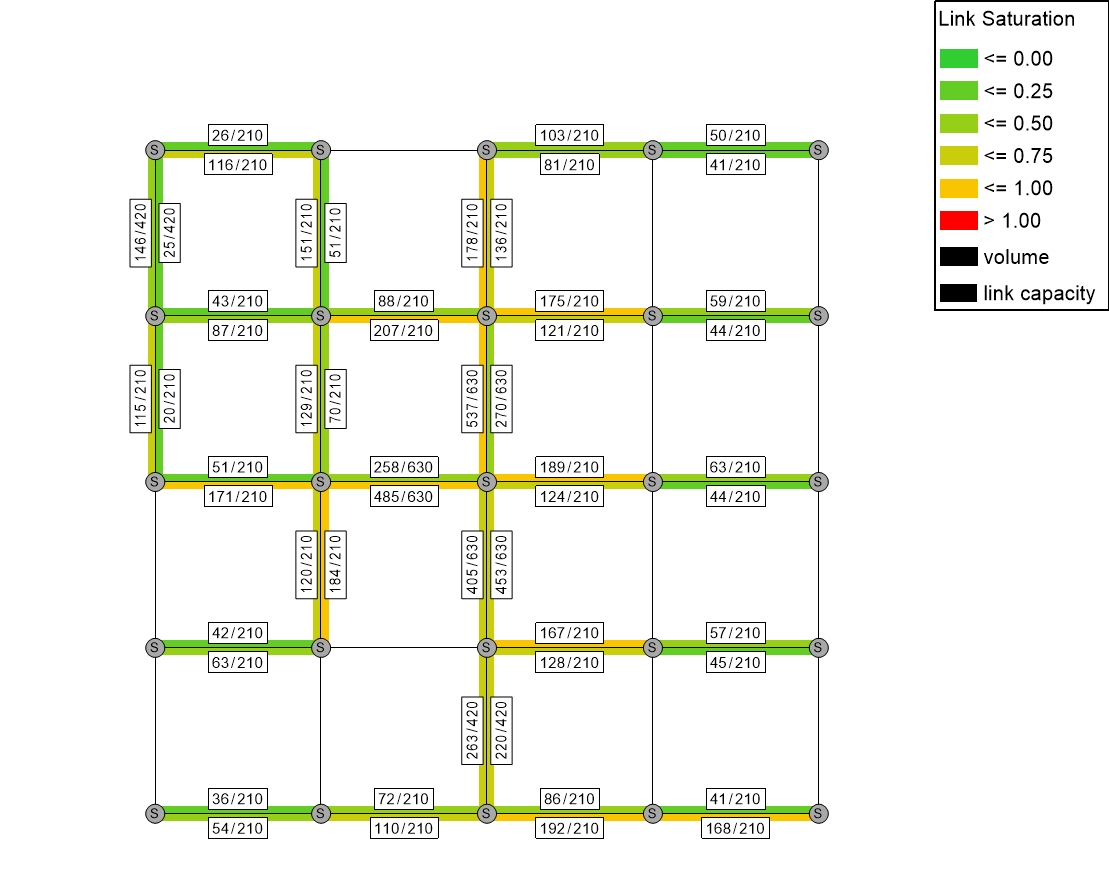 Link Saturation
<= 0.00
<= 0.25
<= 0.50
<= 0.75
<= 1.00
> 1.00
volume
link capacity
26/210
103/210
50/210
S
S
S
S
S
116/210
81/210
41/210
146/420
25/420
151/210
51/210
178/210
136/210
43/210
88/210
175/210
59/210
S
S
S
S
S
87/210
207/210
121/210
44/210
115/210
20/210
129/210
70/210
537/630
270/630
51/210
258/630
189/210
63/210
S
S
S
S
S
171/210
485/630
124/210
44/210
120/210
184/210
405/630
453/630
42/210
167/210
57/210
S
S
S
S
S
63/210
128/210
45/210
263/420
220/420
36/210
72/210
86/210
41/210
S
S
S
S
S
54/210
110/210
192/210
168/210